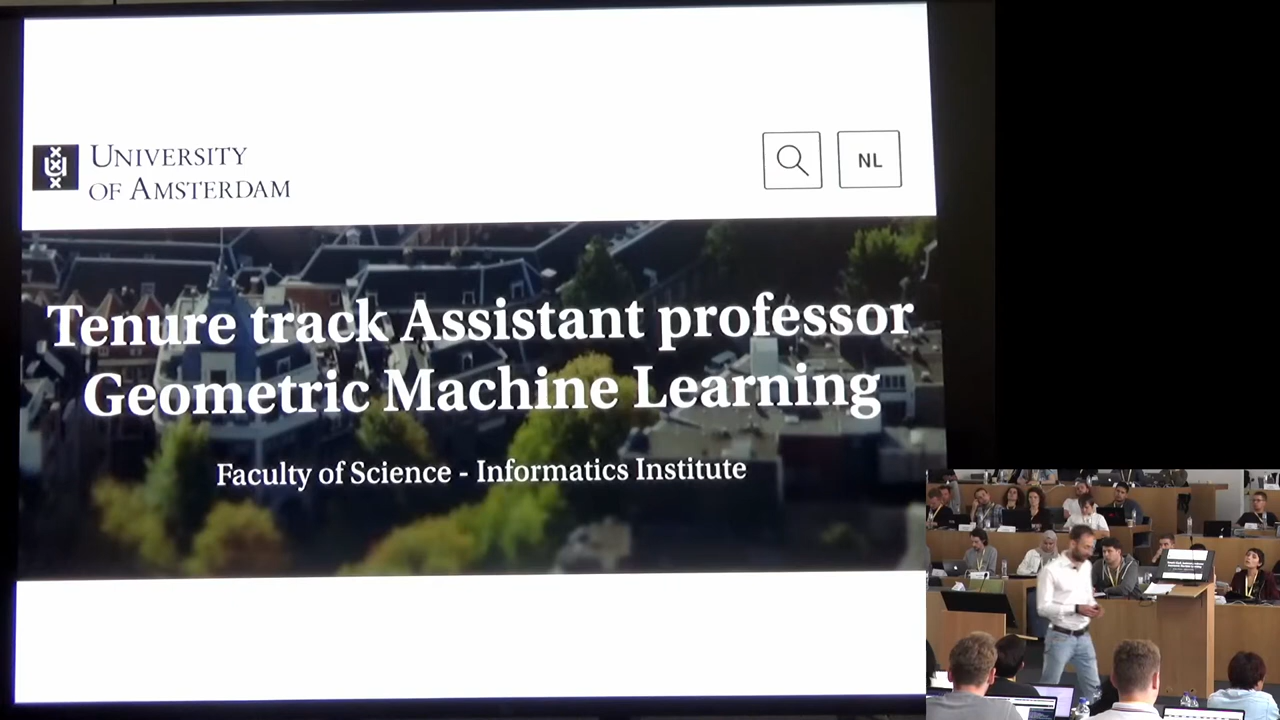 UNIVERSITY
OF AMSTERDAM
NL
Tenure track Assistant professor
Geometric Machine Learning
Faculty of Science - Informatics Institute